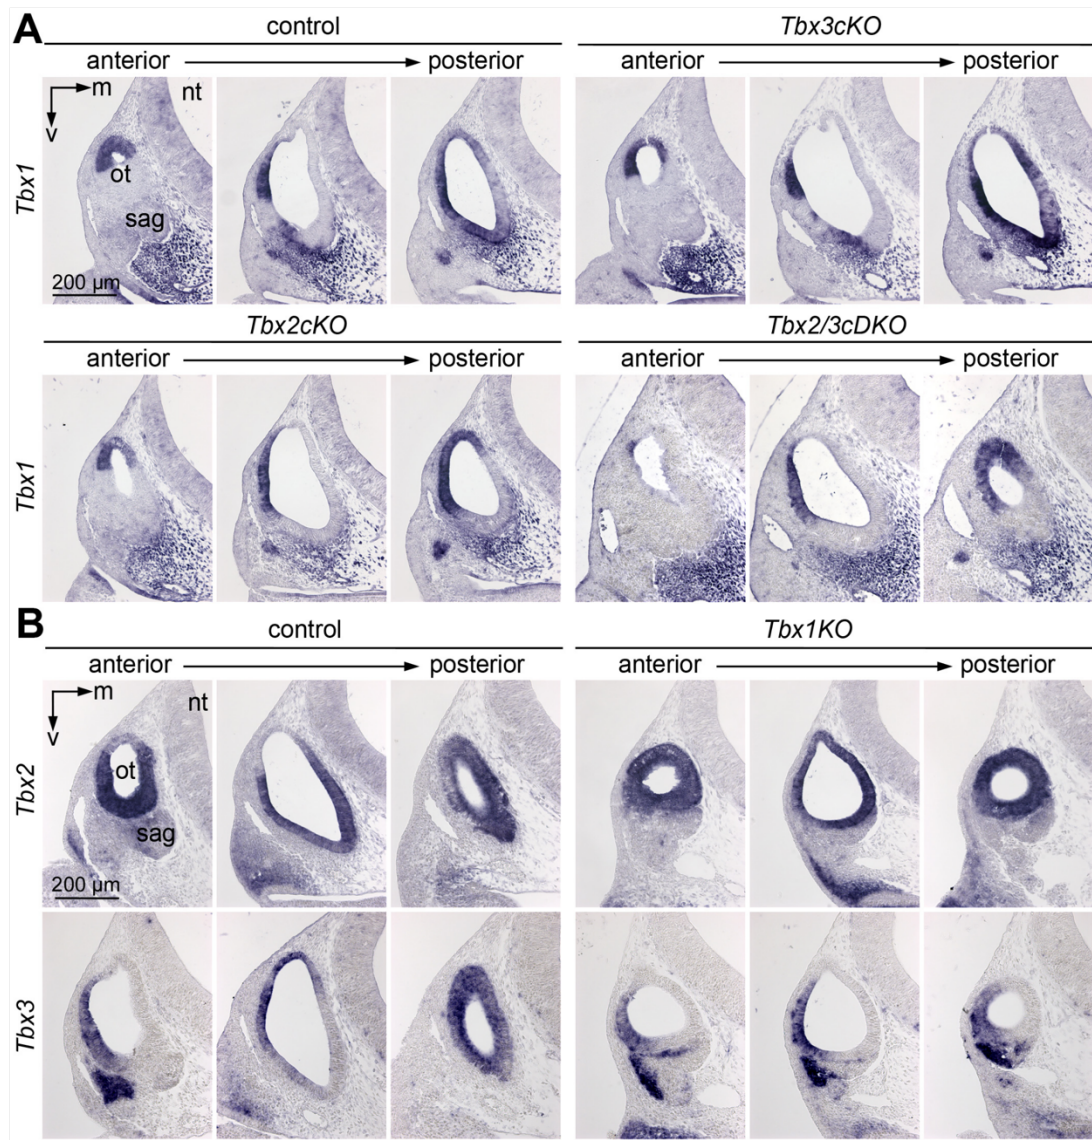 A
control
Tbx3cKO
anterior posterior anterior posterior
m
v
nt
ot
sag
200 µm
Tbx1
Tbx2cKO
Tbx2/3cDKO
anterior posterior anterior posterior
Tbx1
B
control
Tbx1KO
anterior posterior anterior posterior
m
v
nt
ot
sag
200 µm
Tbx2
Tbx3